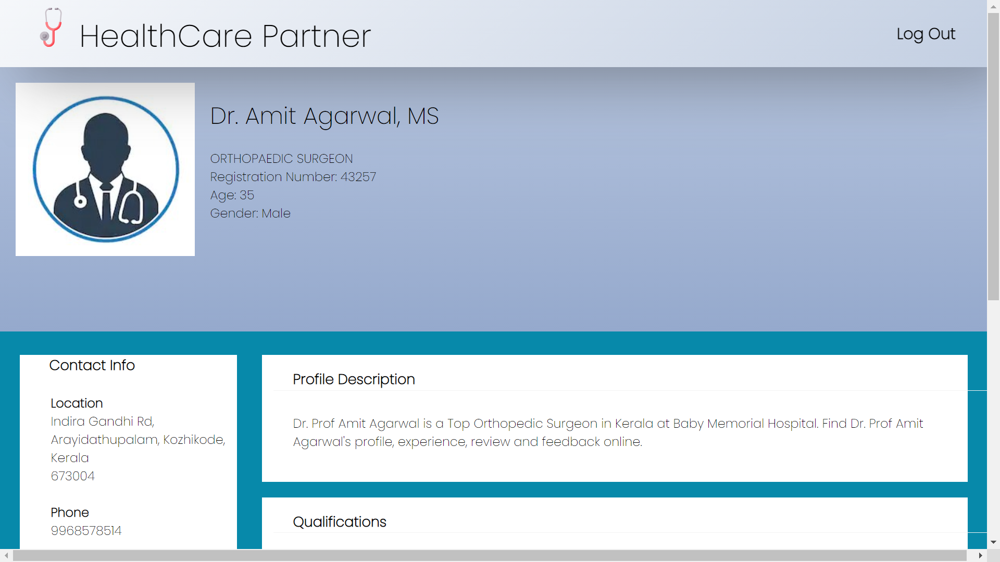 HealthCare Partner
Log Out
Dr. Amit Agarwal, MS
ORTHOPAEDIC SURGEON
Registration Number: 43257
Age: 35
Gender: Male
Contact Info
Location
Indira Gandhi Rd,
Arayidathupalam, Kozhikode,
Kerala
673004
Phone
9968578514
Profile Description
Dr. Prof Amit Agarwal is a Top Orthopedic Surgeon in Kerala at Baby Memorial Hospital. Find Dr. Prof Amit
Agarwal's profile, experience, review and feedback online.
Qualifications